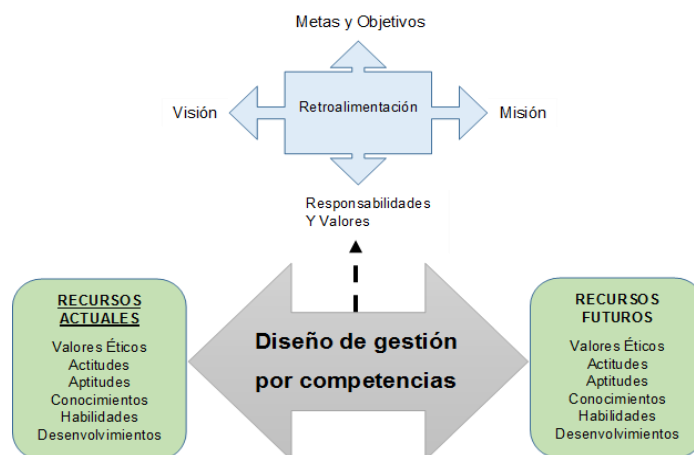 Metas y Objetivos
Retroalimentación
Visión
Misión
Responsabilidades
Y Valores
RECURSOS
ACTUALES
Valores Éticos
Actitudes
Aptitudes
Conocimientos
Habilidades
Desenvolvimientos
Diseño de gestión
por competencias
RECURSOS
FUTUROS
Valores Éticos
Actitudes
Aptitudes
Conocimientos
Habilidades
Desenvolvimientos